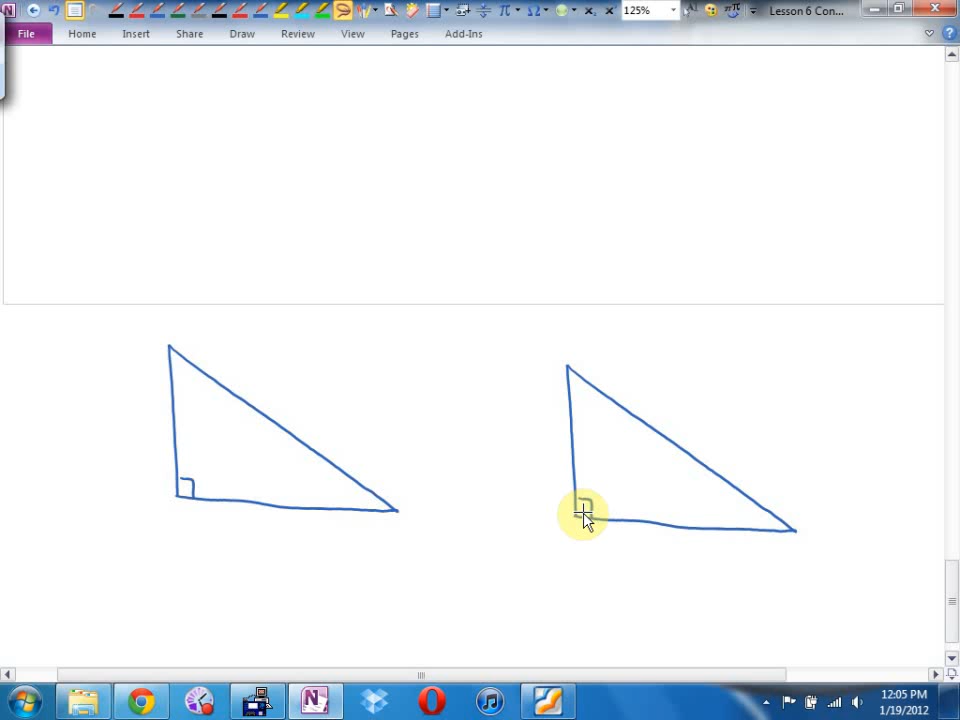 125%
Lesson 6 Con...
File Home Insert Share Draw Review View Pages Add-Ins
12:05 PM
1/19/2012